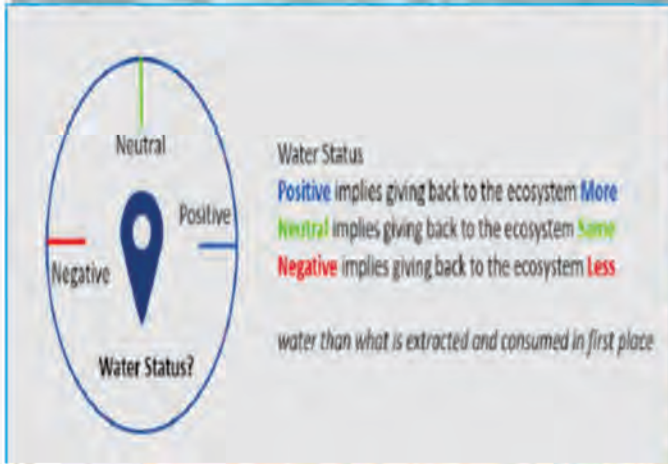 Neutral
Positive
Negative
Water Status?
Water Status
Positive implies giving back to the ecosystem More
Neutral implies giving back to the ecosystem Same
Negative implies giving back to the ecosystem Less
water than what is extracted and consumed in first place